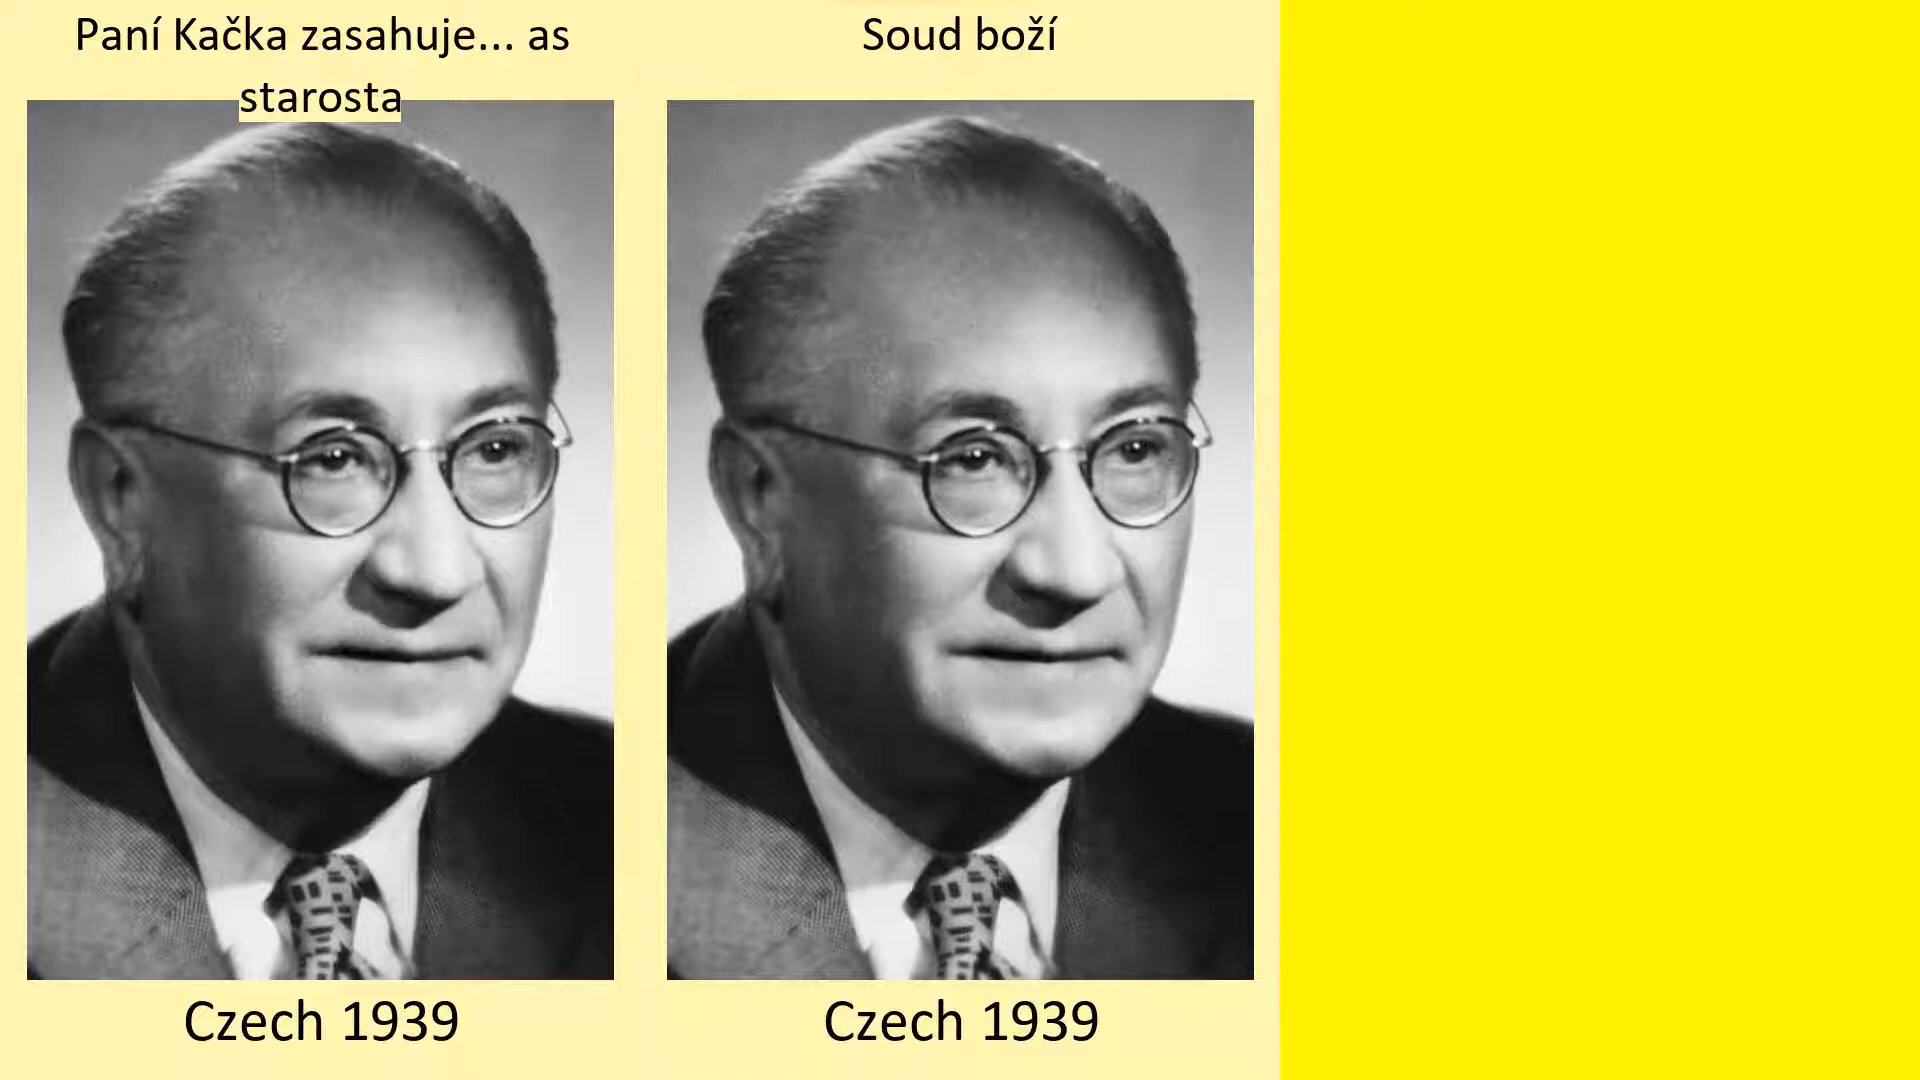 Paní Kačka zasahuje... as
starosta
Czech 1939
Soud boží
Czech 1939